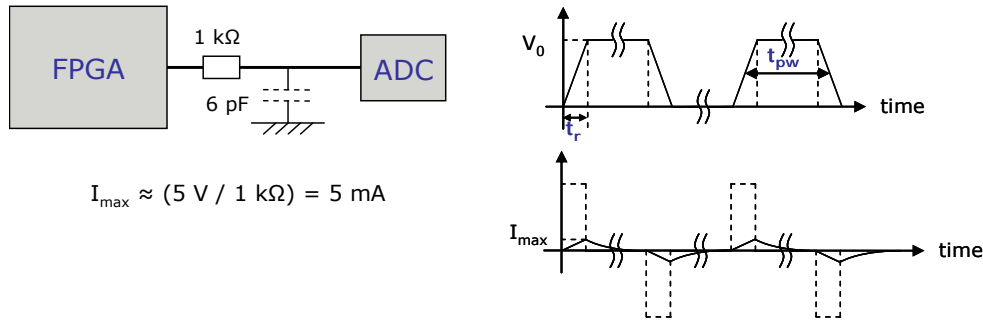 1 kΩ
FPGA
ADC
6 pF
I_max ≈ (5 V / 1 kΩ) = 5 mA
V_0
t_pw
time
t_r
I_max
time